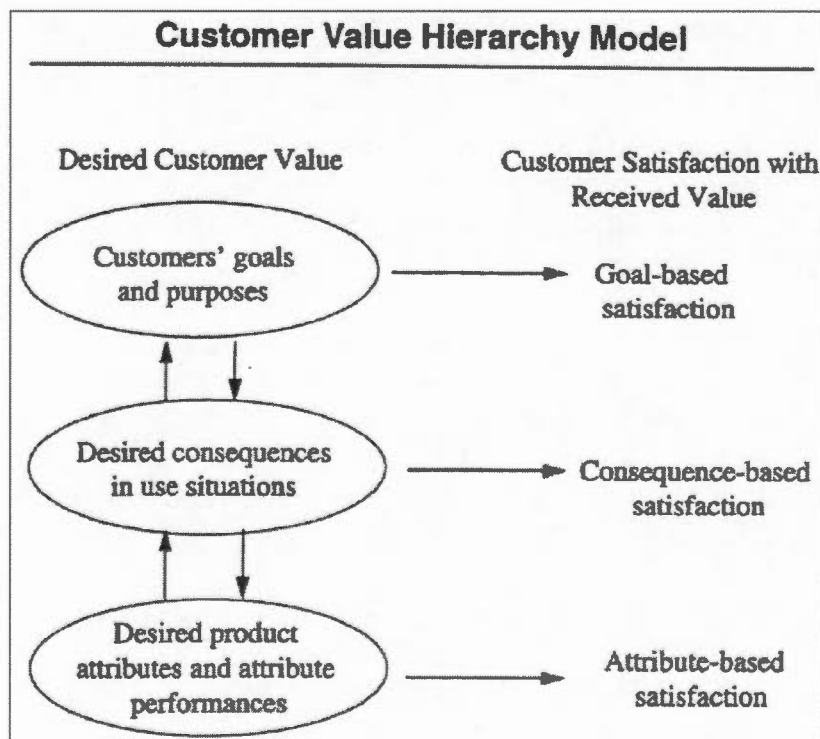 Customer Value Hierarchy Model
Desired Customer Value
Customer Satisfaction with
Received Value
Customers' goals
and purposes
Goal-based
satisfaction
Desired consequences
in use situations
Consequence-based
satisfaction
Desired product
attributes and attribute
performances
Attribute-based
satisfaction